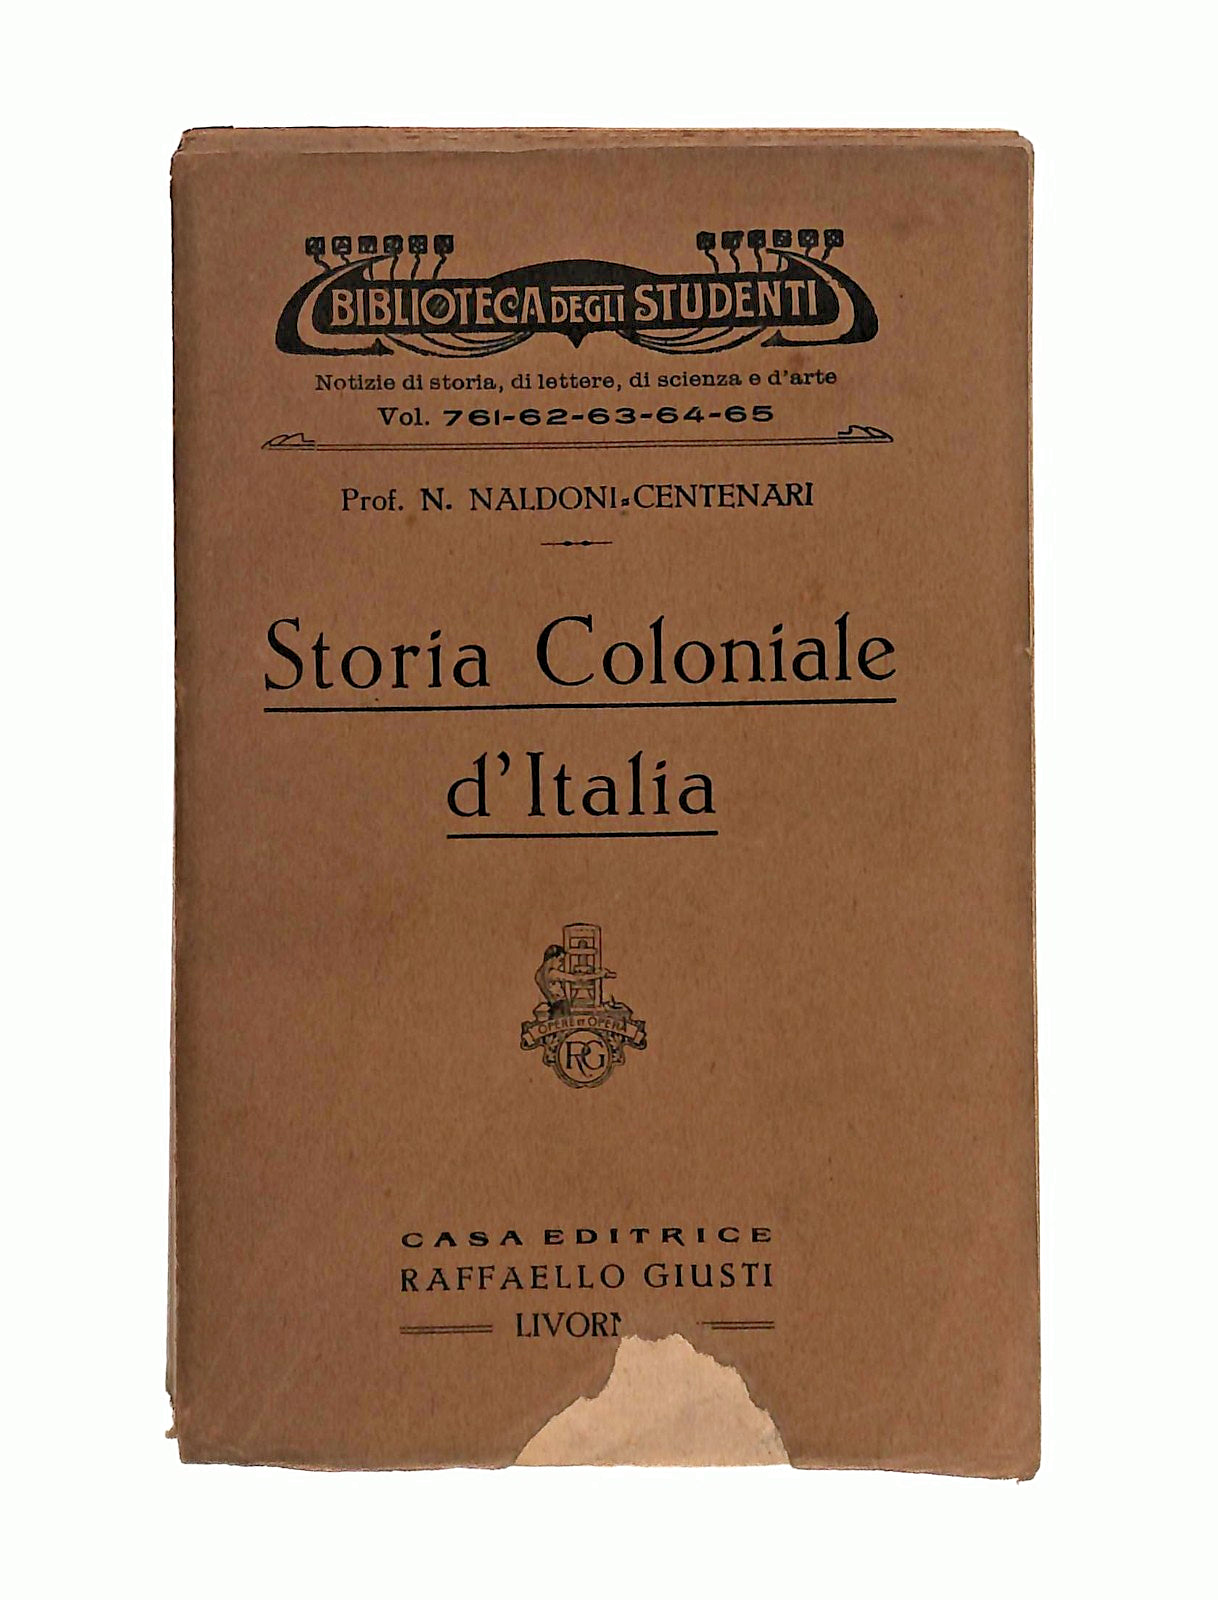 BIBLIOTECA DEGLI STUDENTI
Notizie di storia, di lettere, di scienza e d'arte
Vol. 761-62-63-64-65
Prof. N. NALDONI-CENTENARI
Storia Coloniale
d'Italia
OPERE ET OPERA
RG
CASA EDITRICE
RAFFAELLO GIUSTI